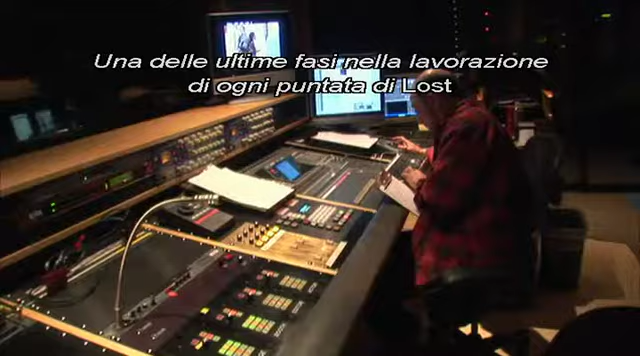 Una delle ultime fasi nella lavorazione
di ogni puntata di Lost